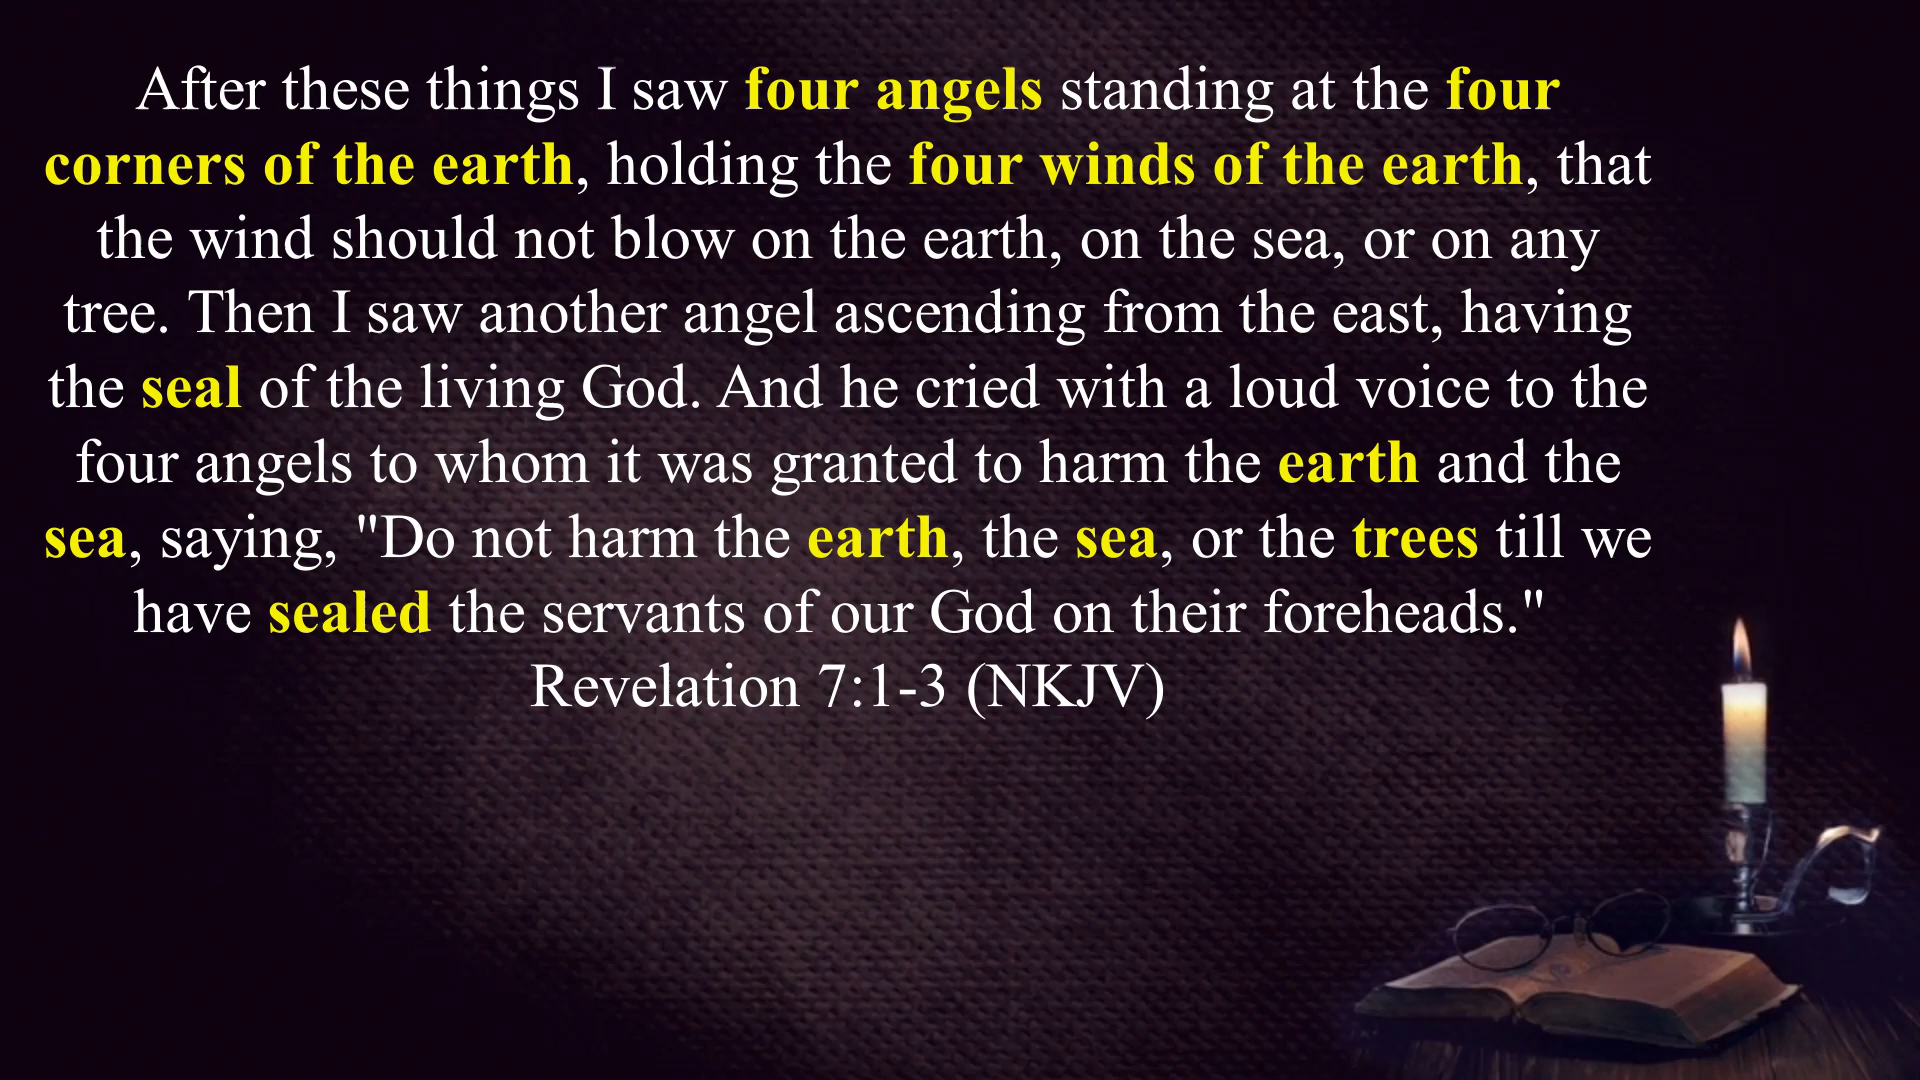 After these things I saw four angels standing at the four
corners of the earth, holding the four winds of the earth, that
the wind should not blow on the earth, on the sea, or on any
tree. Then I saw another angel ascending from the east, having
the seal of the living God. And he cried with a loud voice to the
four angels to whom it was granted to harm the earth and the
sea, saying, "Do not harm the earth, the sea, or the trees till we
have sealed the servants of our God on their foreheads."
Revelation 7:1-3 (NKJV)